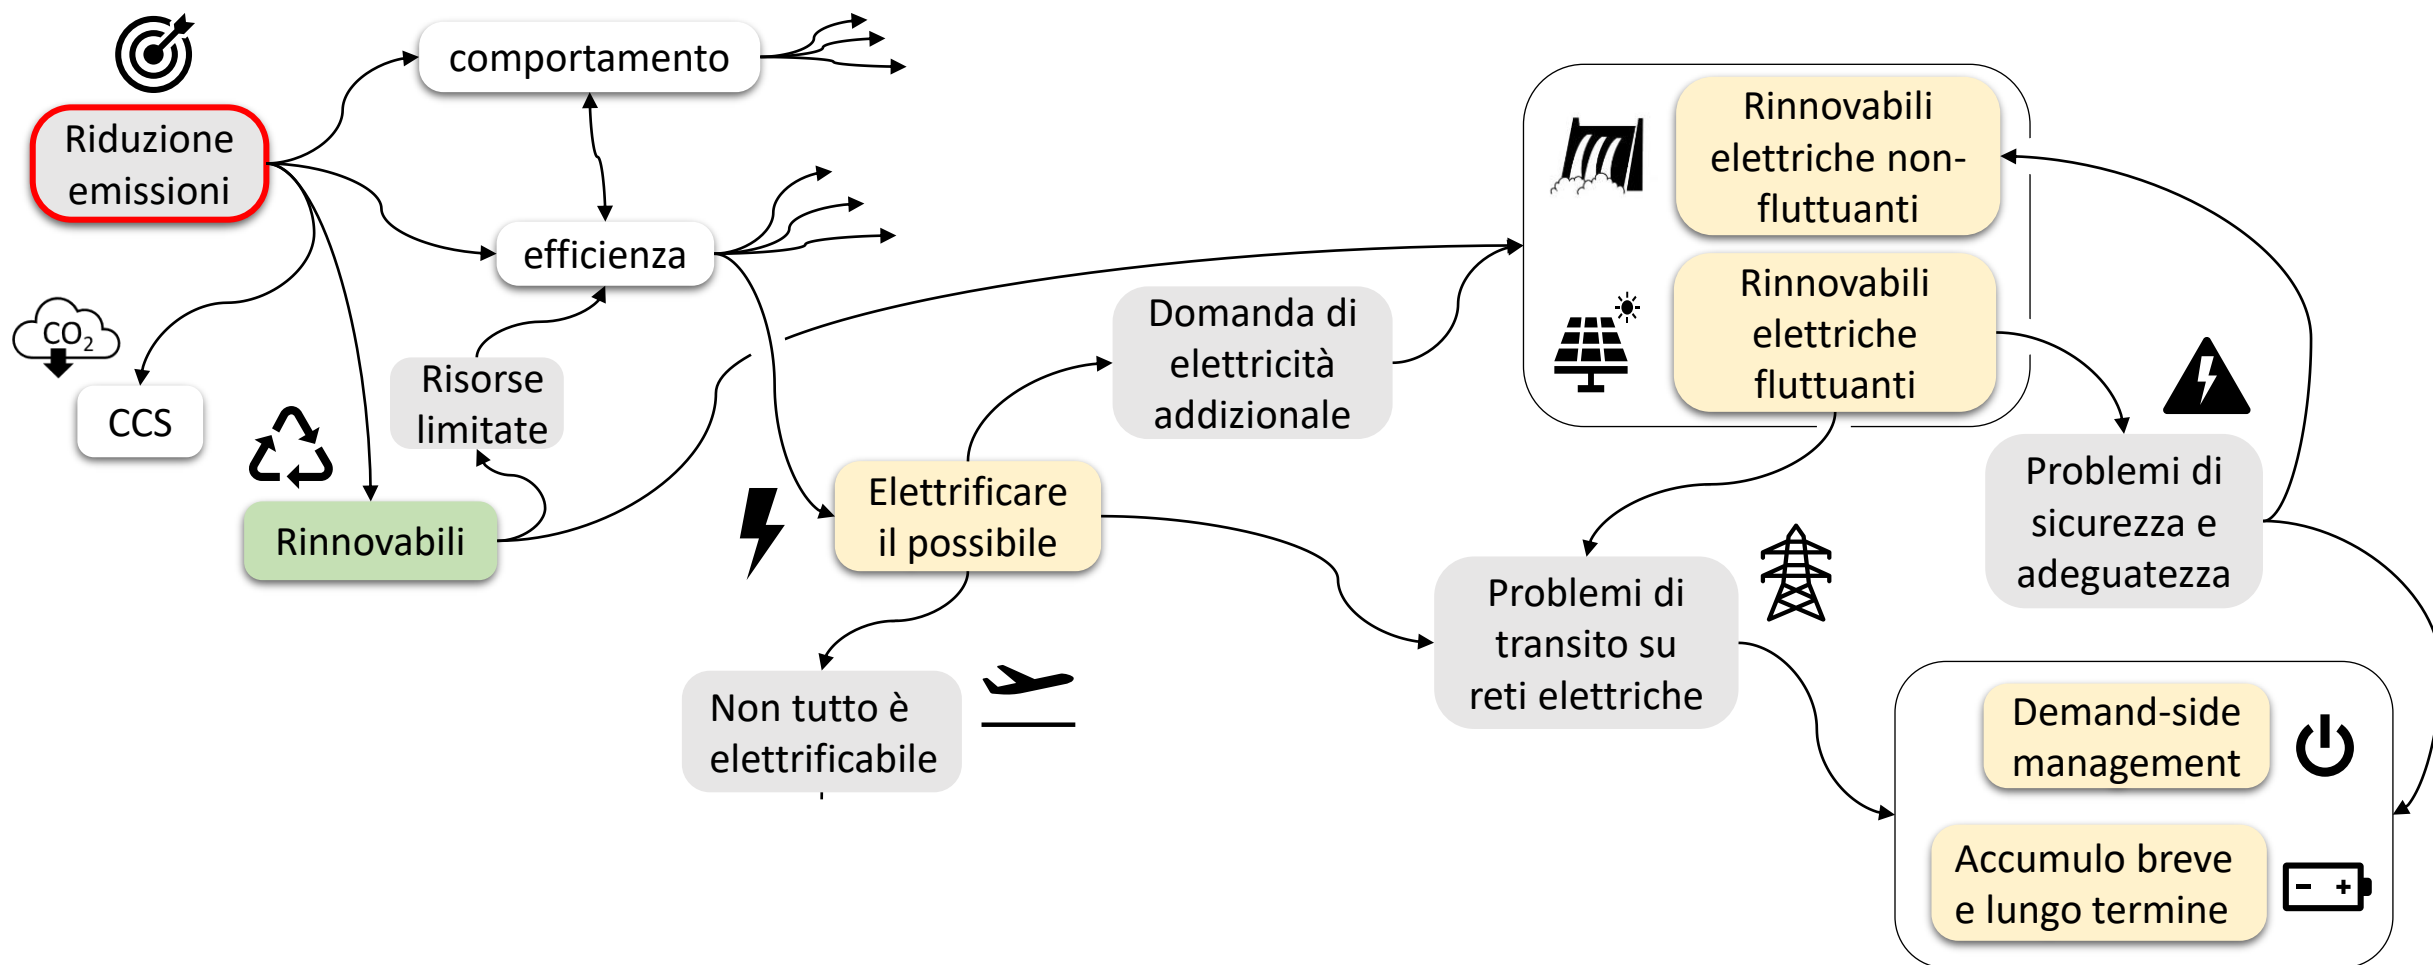 comportamento
Riduzione
emissioni
efficienza
CO₂
CCS
Risorse
limitate
Rinnovabili
Domanda di
elettricità
addizionale
Elettrificare
il possibile
Non tutto è
elettrificabile
Rinnovabili
elettriche non-
fluttuanti
Rinnovabili
elettriche
fluttuanti
Problemi di
sicurezza e
adeguatezza
Problemi di
transito su
reti elettriche
Demand-side
management
Accumulo breve
e lungo termine